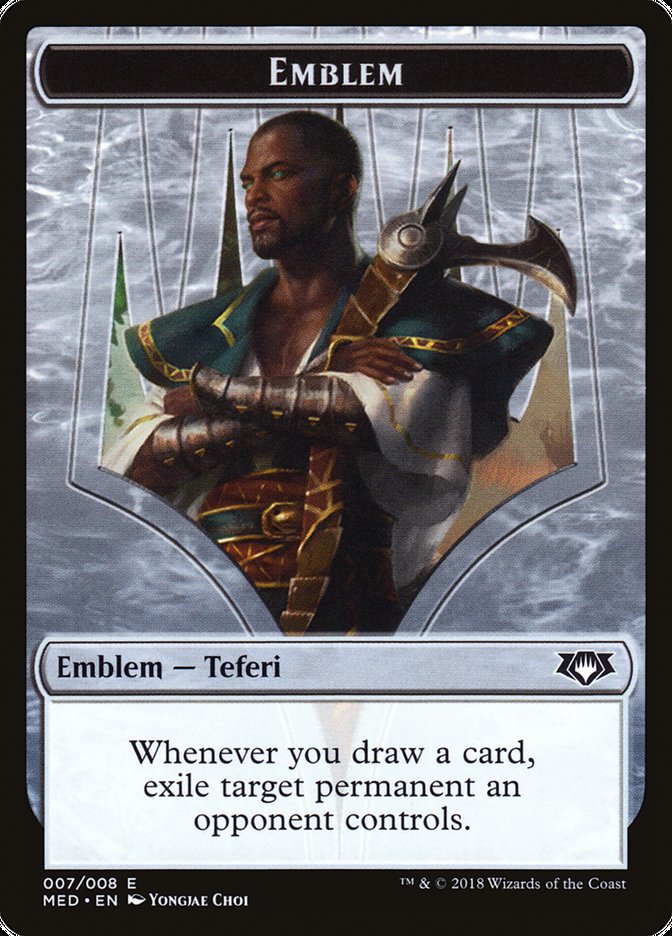 Emblem
Emblem — Teferi
Whenever you draw a card,
exile target permanent an
opponent controls.
007/008 E
MED • EN Yongjae Choi
™ & © 2018 Wizards of the Coast